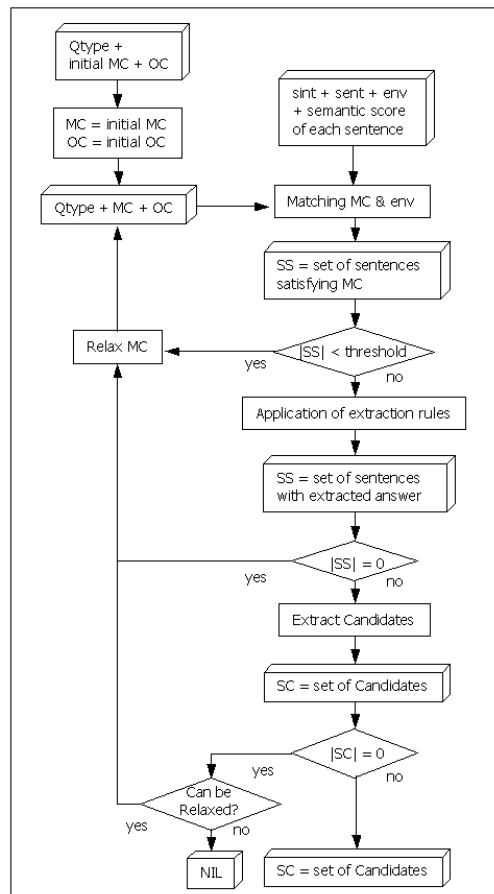 Qtype +
initial MC + OC
sint + sent + env
+ semantic score
of each sentence
MC = initial MC
OC = initial OC
Qtype + MC + OC
Matching MC & env
SS = set of sentences
satisfying MC
Relax MC
|SS| < threshold
yes
no
Application of extraction rules
SS = set of sentences
with extracted answer
|SS| = 0
yes
no
Extract Candidates
SC = set of Candidates
|SC| = 0
yes
no
Can be
Relaxed?
yes
no
NIL
SC = set of Candidates